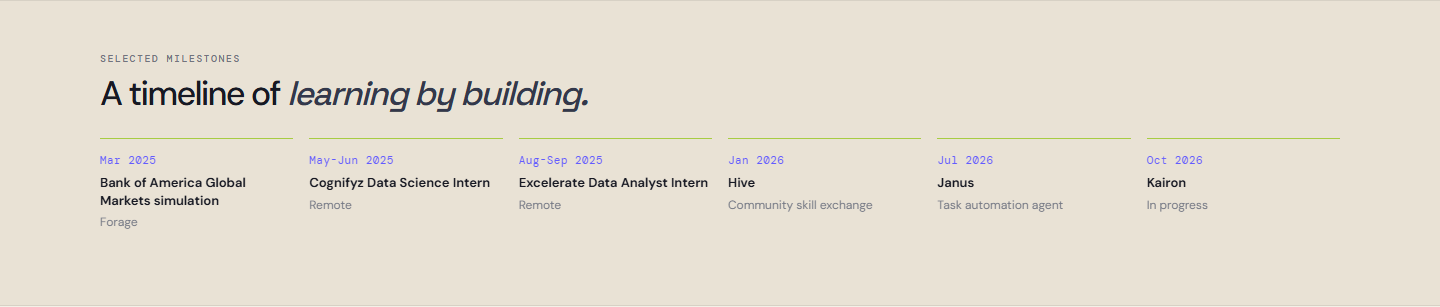 SELECTED MILESTONES
A timeline of learning by building.
Mar 2025
Bank of America Global
Markets simulation
Forage
May-Jun 2025
Cognifyz Data Science Intern
Remote
Aug-Sep 2025
Excelerate Data Analyst Intern
Remote
Jan 2026
Hive
Community skill exchange
Jul 2026
Janus
Task automation agent
Oct 2026
Kairon
In progress